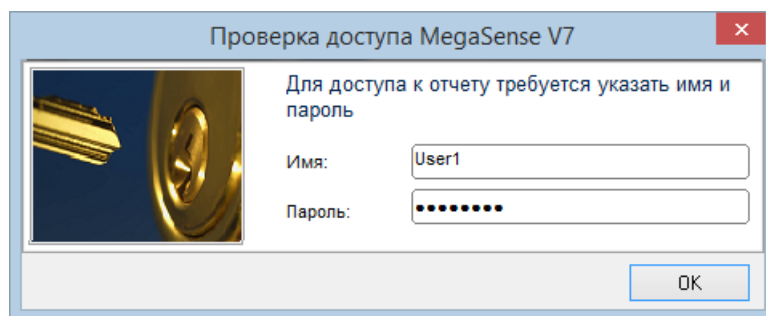 Проверка доступа MegaSense V7
Для доступа к отчету требуется указать имя и
пароль
Имя: User1
Пароль: ••••••••
OK